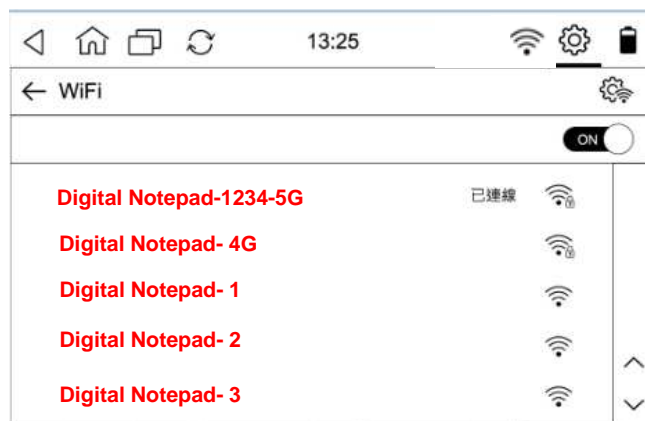 13:25
WiFi
ON
Digital Notepad-1234-5G 已連線
Digital Notepad- 4G
Digital Notepad- 1
Digital Notepad- 2
Digital Notepad- 3